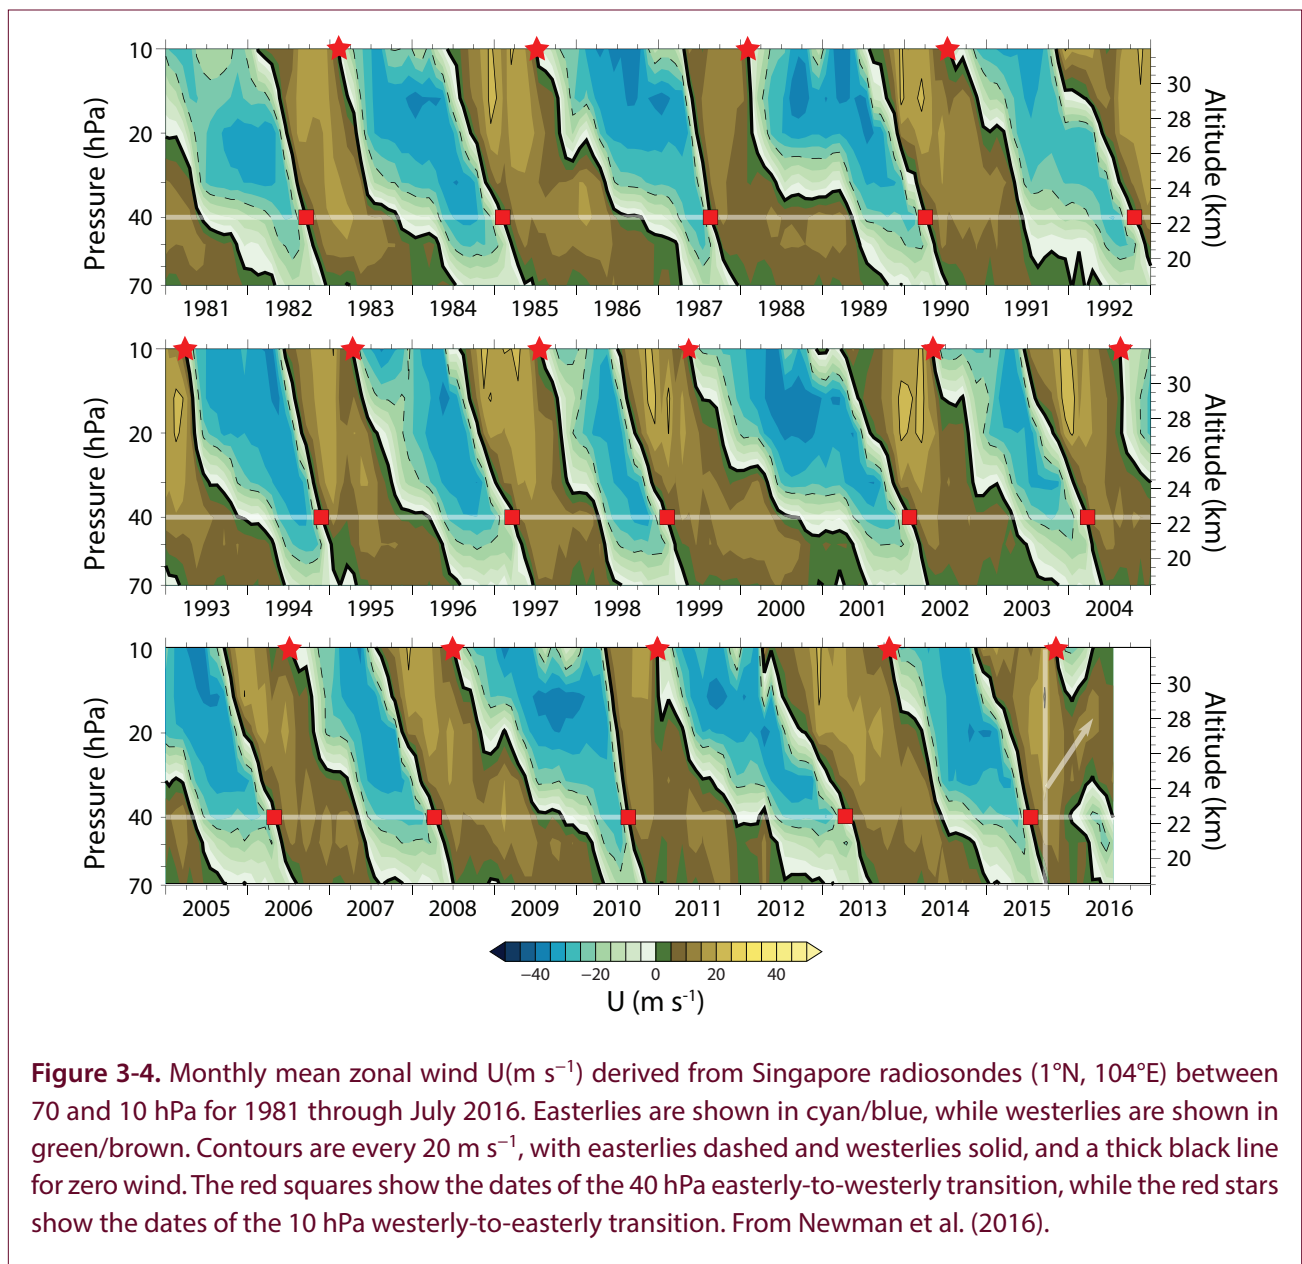 10
20
40
70
Pressure (hPa)
30
28
26
24
22
20
Altitude (km)
1981 1982 1983 1984 1985 1986 1987 1988 1989 1990 1991 1992
10
20
40
70
Pressure (hPa)
30
28
26
24
22
20
Altitude (km)
1993 1994 1995 1996 1997 1998 1999 2000 2001 2002 2003 2004
10
20
40
70
Pressure (hPa)
30
28
26
24
22
20
Altitude (km)
2005 2006 2007 2008 2009 2010 2011 2012 2013 2014 2015 2016
−40 −20 0 20 40
U (m s-1)
Figure 3-4. Monthly mean zonal wind U(m s−1) derived from Singapore radiosondes (1°N, 104°E) between
70 and 10 hPa for 1981 through July 2016. Easterlies are shown in cyan/blue, while westerlies are shown in
green/brown. Contours are every 20 m s−1, with easterlies dashed and westerlies solid, and a thick black line
for zero wind. The red squares show the dates of the 40 hPa easterly-to-westerly transition, while the red stars
show the dates of the 10 hPa westerly-to-easterly transition. From Newman et al. (2016).